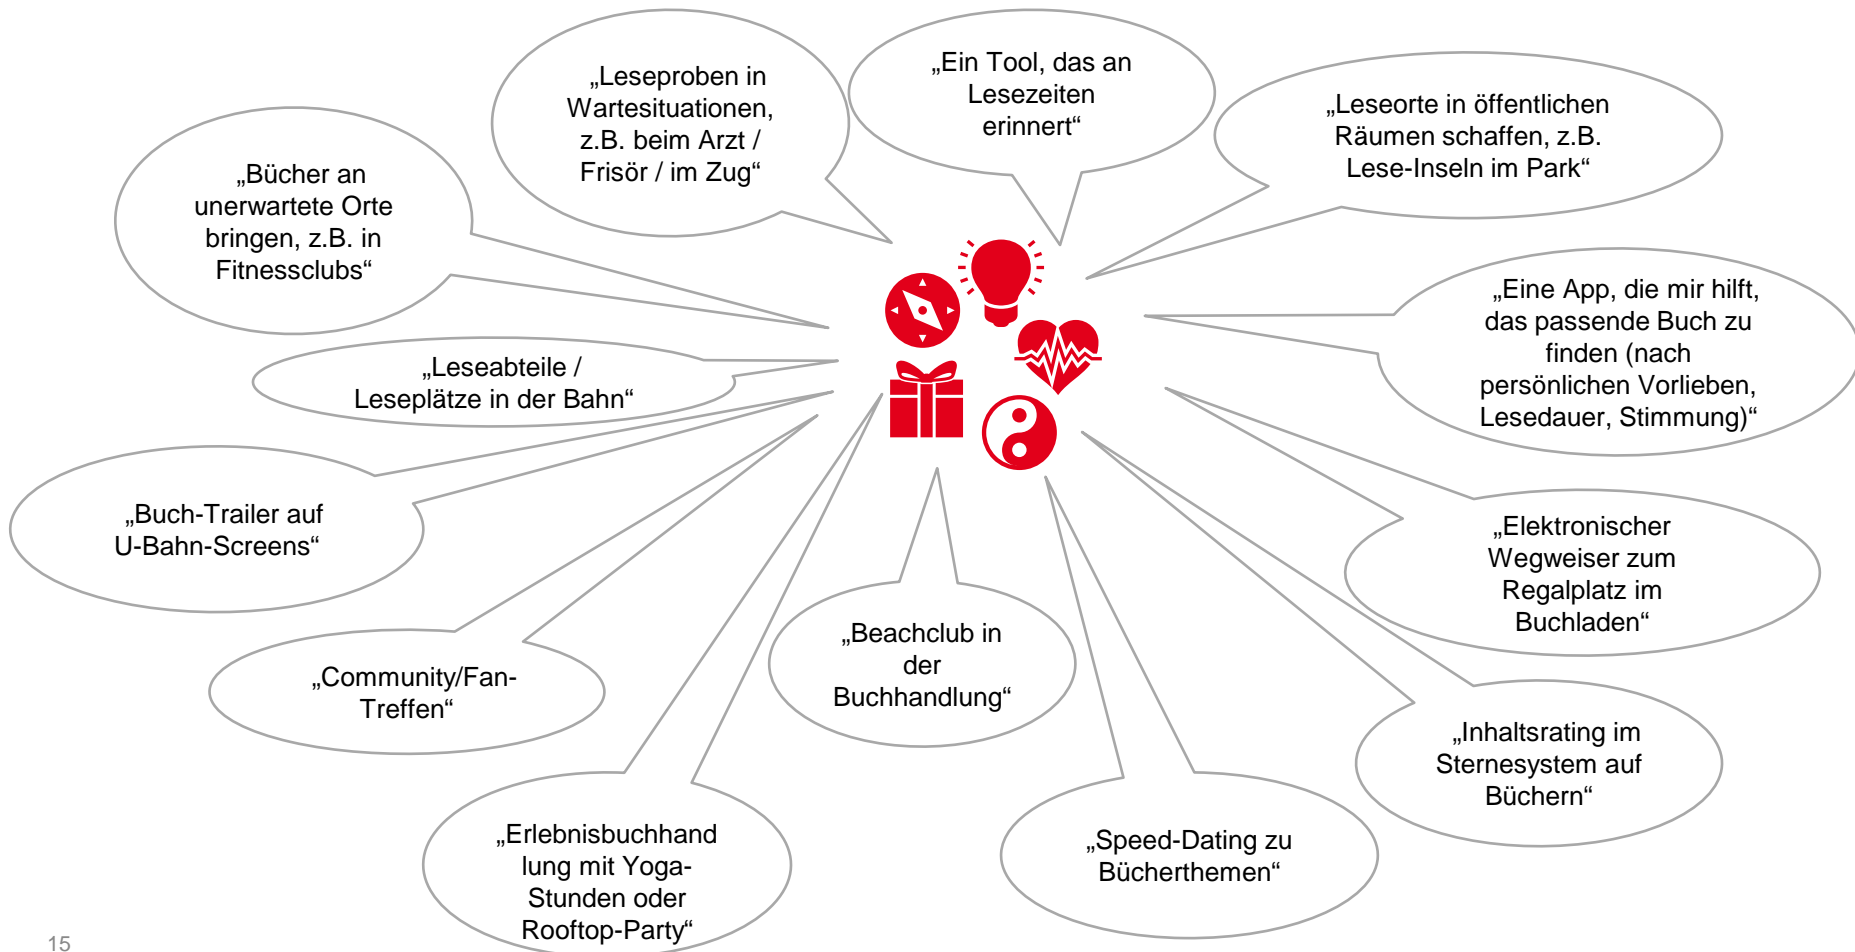 „Leseproben in
Wartesituationen,
z.B. beim Arzt /
Frisör / im Zug“
„Ein Tool, das an
Lesezeiten
erinnert“
„Leseorte in öffentlichen
Räumen schaffen, z.B.
Lese-Inseln im Park“
„Bücher an
unerwartete Orte
bringen, z.B. in
Fitnessclubs“
„Eine App, die mir hilft,
das passende Buch zu
finden (nach
persönlichen Vorlieben,
Lesedauer, Stimmung)“
„Leseabteile /
Leseplätze in der Bahn“
„Buch-Trailer auf
U-Bahn-Screens“
„Elektronischer
Wegweiser zum
Regalplatz im
Buchladen“
„Beachclub in
der
Buchhandlung“
„Community/Fan-
Treffen“
„Inhaltsrating im
Sternesystem auf
Büchern“
„Erlebnisbuchhand
lung mit Yoga-
Stunden oder
Rooftop-Party“
„Speed-Dating zu
Bücherthemen“
15